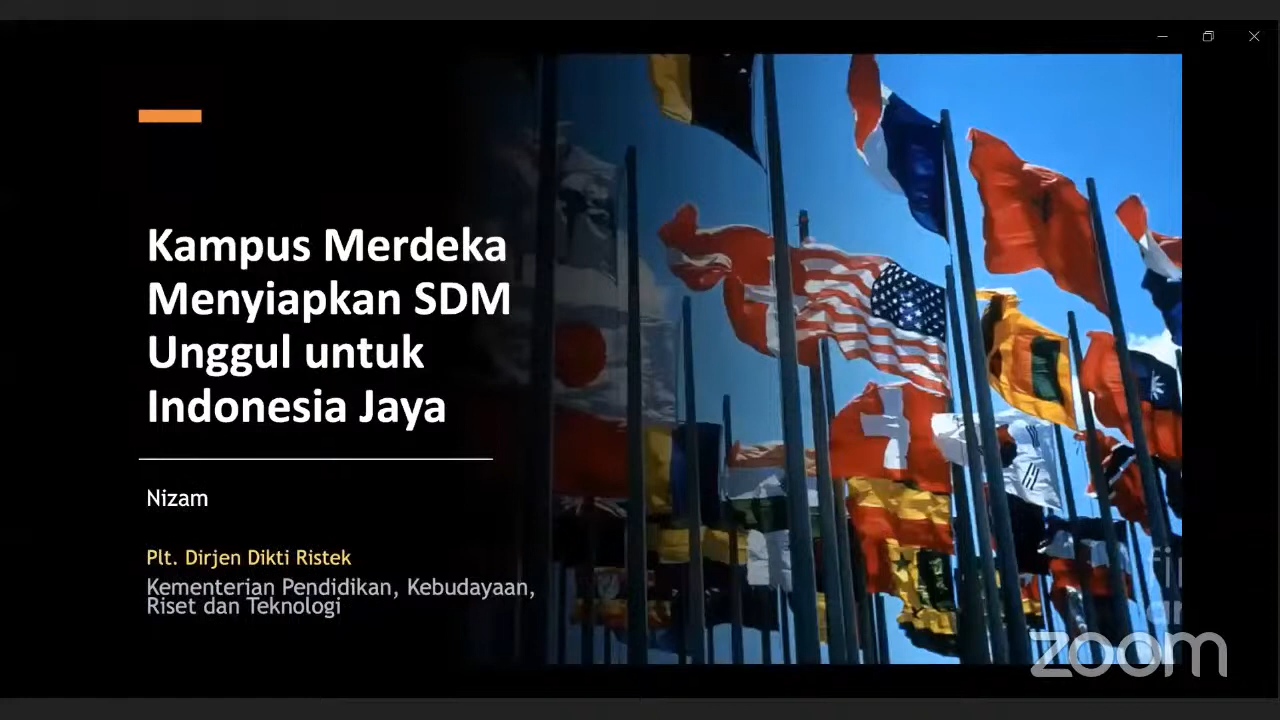 Kampus Merdeka
Menyiapkan SDM
Unggul untuk
Indonesia Jaya
Nizam
Plt. Dirjen Dikti Ristek
Kementerian Pendidikan, Kebudayaan,
Riset dan Teknologi
zoom